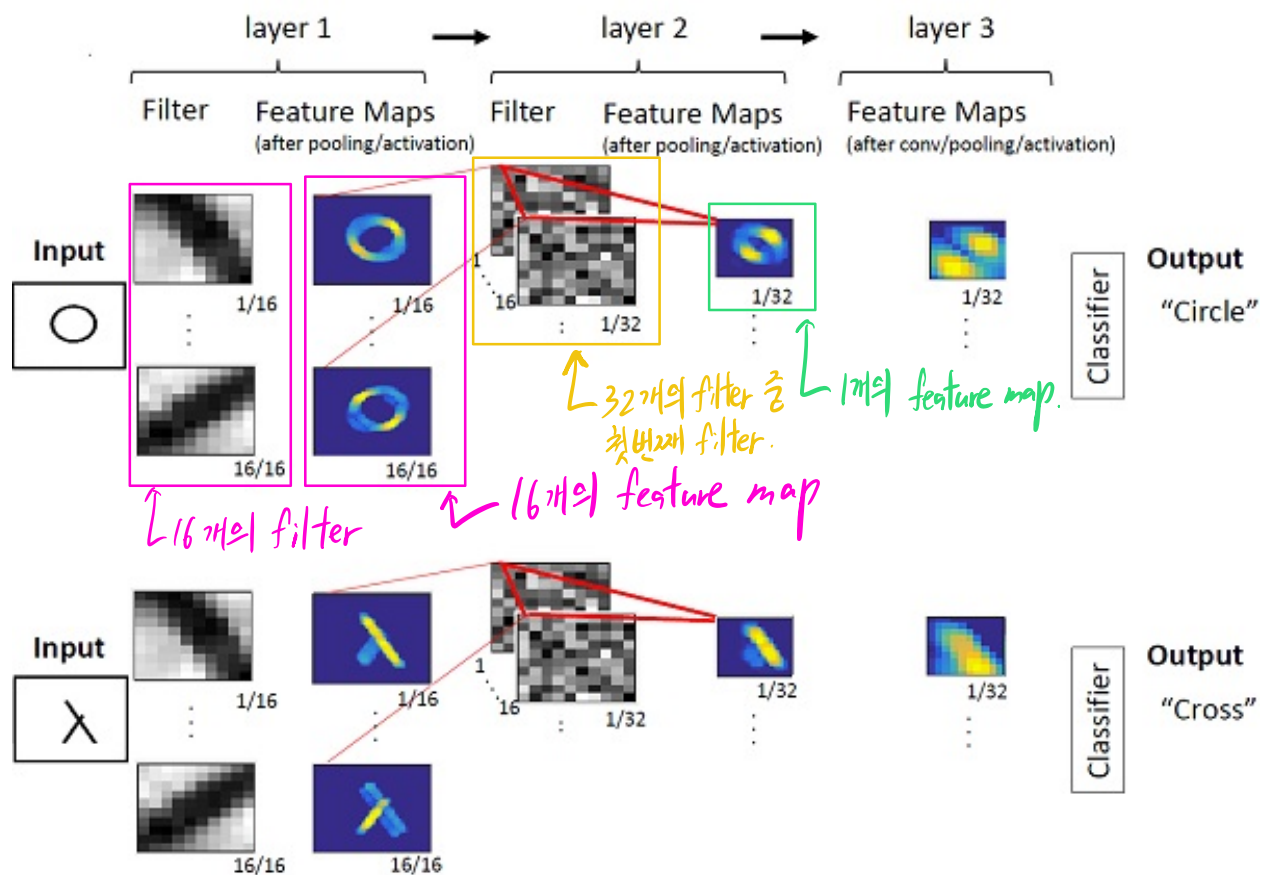 layer 1 → layer 2 → layer 3
Filter Feature Maps Filter Feature Maps Feature Maps
(after pooling/activation) (after pooling/activation) (after conv/pooling/activation)
Input
1/16 1/16
1
16
1/32 1/32 1/32
Classifier
Output
"Circle"
16/16 16/16
32개의 filter 중
첫번째 filter.
1개의 feature map.
16개의 filter
16개의 feature map
Input
1/16 1/16
1
16
1/32 1/32 1/32
Classifier
Output
"Cross"
16/16 16/16